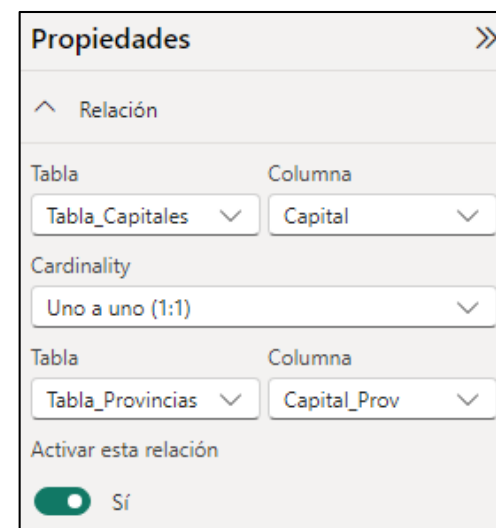 Propiedades
Relación
Tabla Columna
Tabla_Capitales Capital
Cardinality
Uno a uno (1:1)
Tabla Columna
Tabla_Provincias Capital_Prov
Activar esta relación
Sí